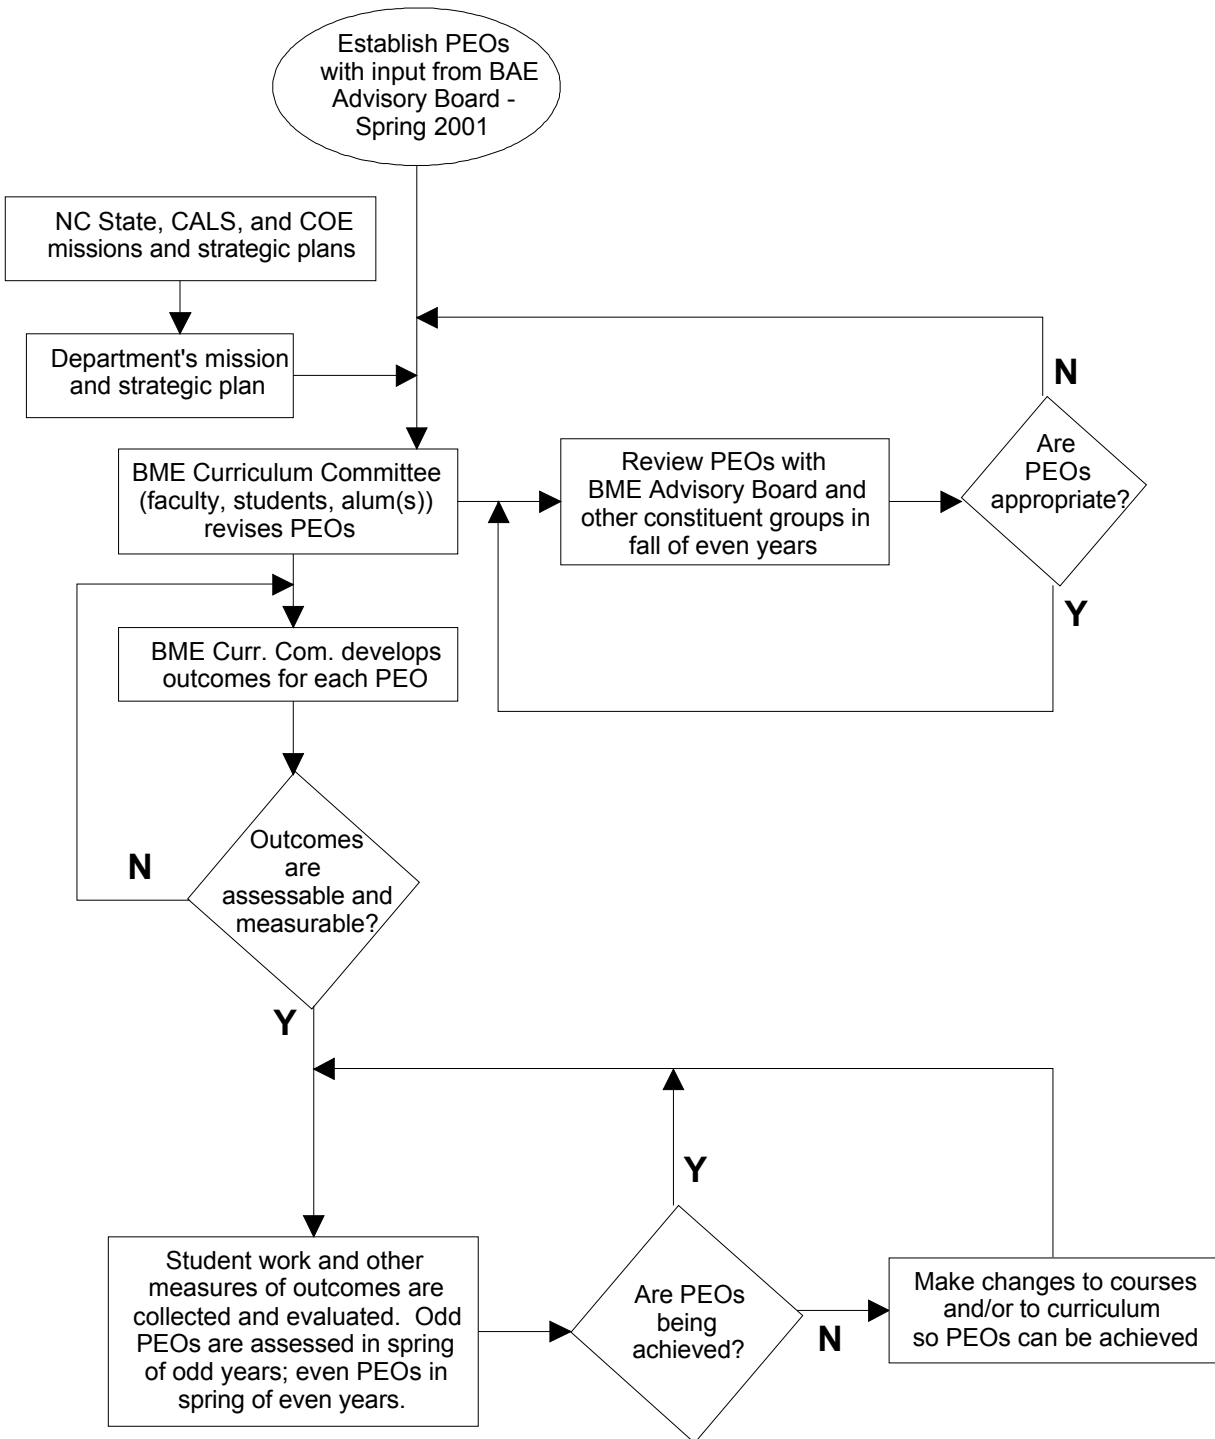 Establish PEOs
with input from BAE
Advisory Board -
Spring 2001
NC State, CALS, and COE
missions and strategic plans
Department's mission
and strategic plan
N
Are
PEOs
appropriate?
BME Curriculum Committee
(faculty, students, alum(s))
revises PEOs
Review PEOs with
BME Advisory Board and
other constituent groups in
fall of even years
Y
BME Curr. Com. develops
outcomes for each PEO
Outcomes
are
assessable and
measurable?
N
Y
Y
Student work and other
measures of outcomes are
collected and evaluated.  Odd
PEOs are assessed in spring
of odd years; even PEOs in
spring of even years.
Are PEOs
being
achieved?
N
Make changes to courses
and/or to curriculum
so PEOs can be achieved